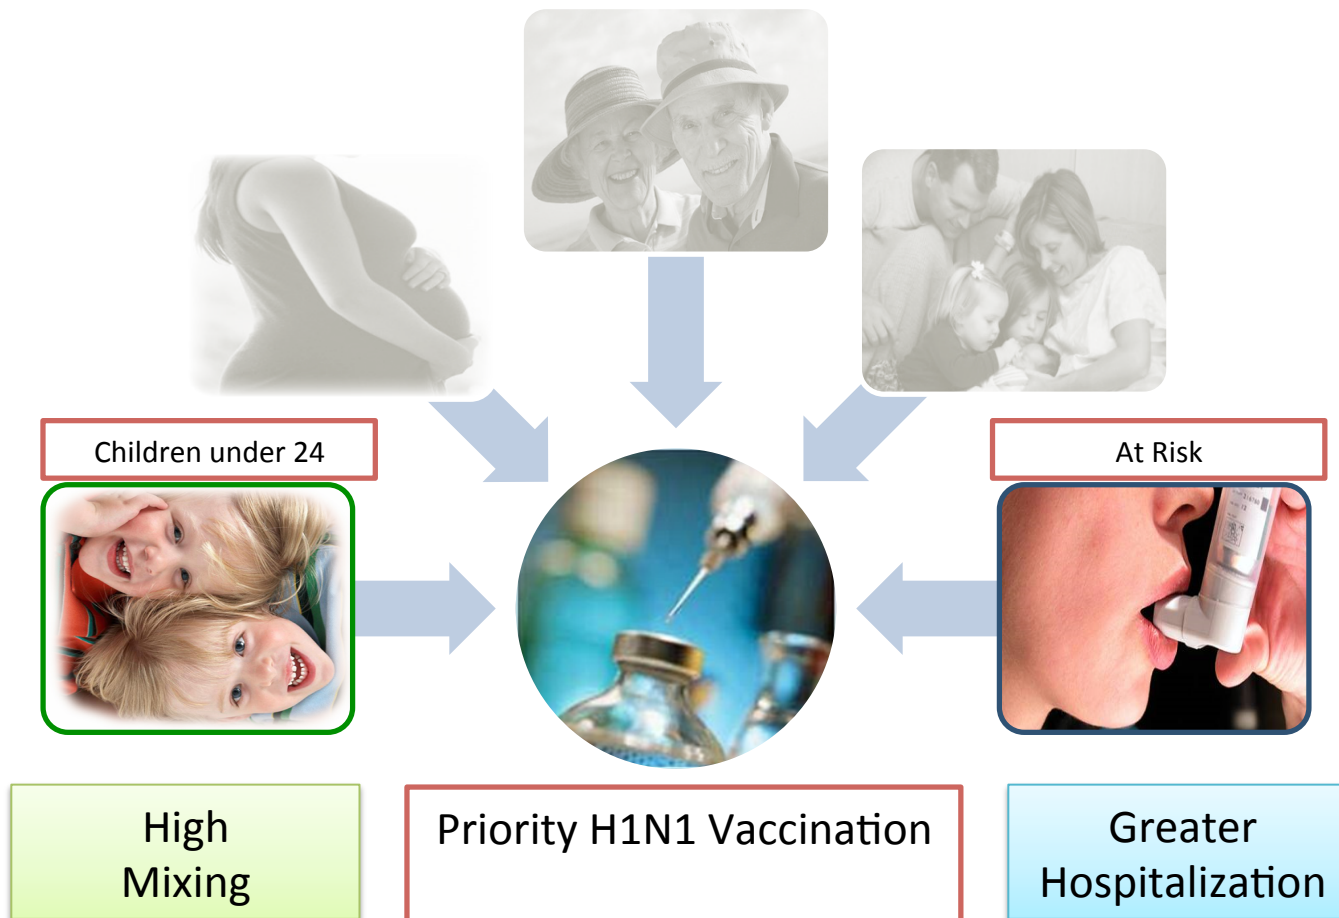 Children under 24
At Risk
High
Mixing
Priority H1N1 Vaccination
Greater
Hospitalization